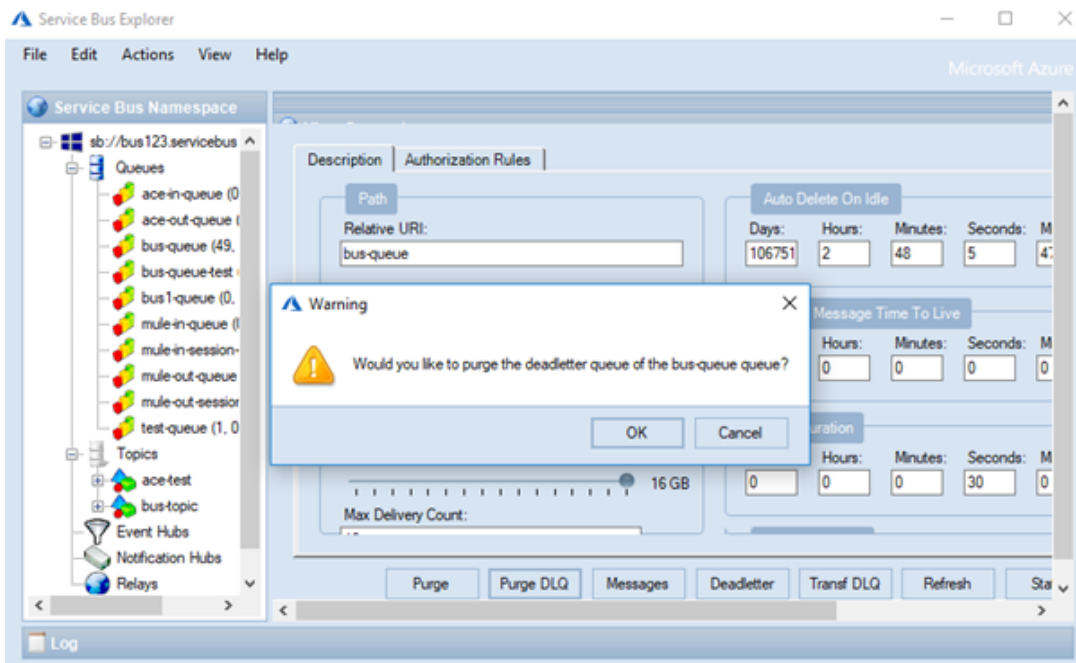 Service Bus Explorer
File Edit Actions View Help
Microsoft Azure
Service Bus Namespace
sb://bus123.servicebus
Queues
ace-in-queue (0
ace-out-queue (
bus-queue (49,
bus-queue-test
bus1-queue (0,
mule-in-queue (
mule-in-session-
mule-out-queue
mule-out-session
test-queue (1, 0
Topics
ace-test
bus-topic
Event Hubs
Notification Hubs
Relays
Description Authorization Rules
Path
Relative URI:
bus-queue
Auto Delete On Idle
Days: Hours: Minutes: Seconds: M
106751 2 48 5 47
Warning
Would you like to purge the deadletter queue of the bus-queue queue?
OK Cancel
Message Time To Live
Hours: Minutes: Seconds: M
0 0 0 0
uration
Hours: Minutes: Seconds: M
0 0 0 30 0
16 GB
Max Delivery Count:
Purge Purge DLQ Messages Deadletter Transf DLQ Refresh Sta
Log